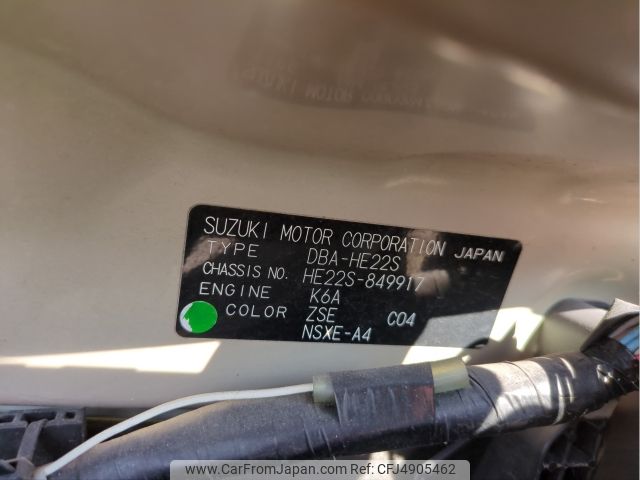 SUZUKI MOTOR CORPORATION JAPAN
TYPE DBA-HE22S
CHASSIS NO. HE22S-849917
ENGINE K6A
COLOR ZSE C04
NSXE-A4
www.CarFromJapan.com Ref:CFJ4905462